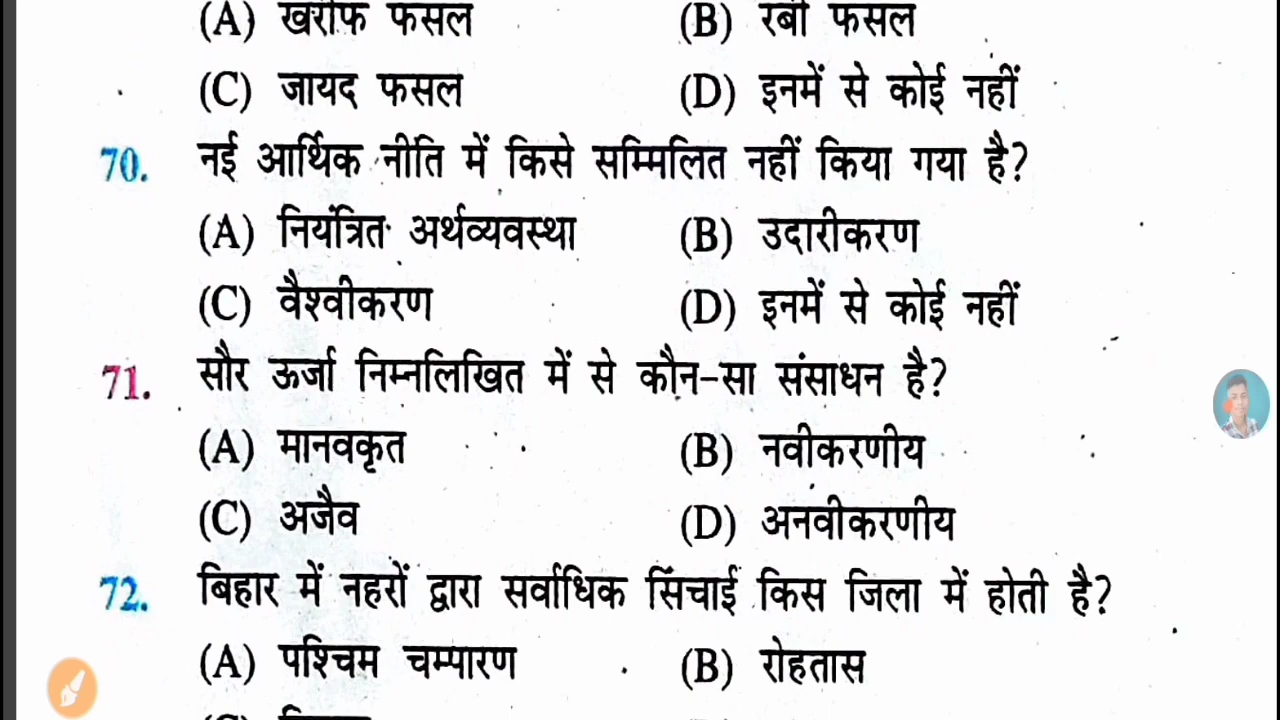 (A) खरीफ फसल (B) रबी फसल
(C) जायद फसल (D) इनमें से कोई नहीं
70. नई आर्थिक नीति में किसे सम्मिलित नहीं किया गया है?
(A) नियंत्रित अर्थव्यवस्था (B) उदारीकरण
(C) वैश्वीकरण (D) इनमें से कोई नहीं
71. सौर ऊर्जा निम्नलिखित में से कौन-सा संसाधन है?
(A) मानवकृत (B) नवीकरणीय
(C) अजैव (D) अनवीकरणीय
72. बिहार में नहरों द्वारा सर्वाधिक सिंचाई किस जिला में होती है?
(A) पश्चिम चम्पारण (B) रोहतास